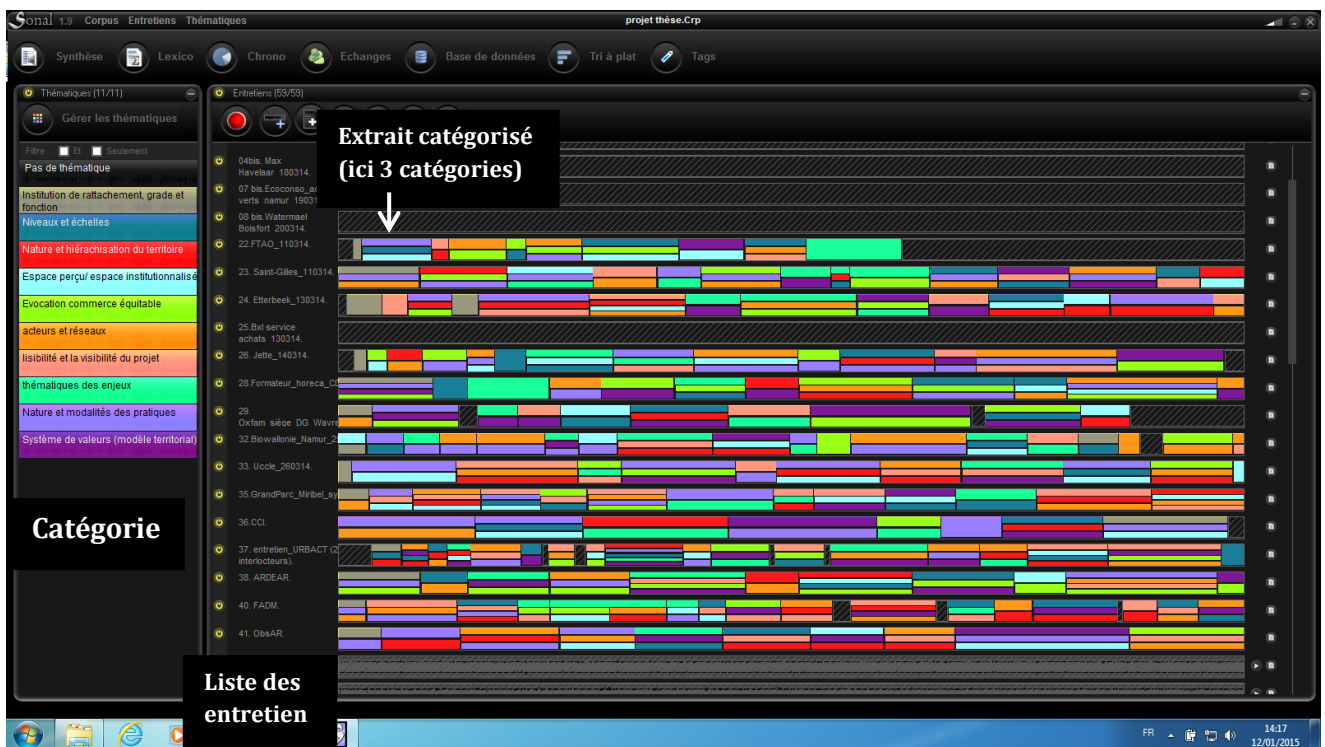 Sonal 1.9 Corpus Entretiens Thématiques
projet thèse.Crp
Synthèse Lexico Chrono Echanges Base de données Tri à plat Tags
Thématiques (11/11)
Entretiens (59/59)
Gérer les thématiques
Filtre : Et Seulement
Pas de thématique
Institution de rattachement, grade et
fonction
Niveaux et échelles
Nature et hiérachisation du territoire
Espace perçu/ espace institutionnalisé
Evocation commerce équitable
acteurs et réseaux
lisibilité et la visibilité du projet
thématiques des enjeux
Nature et modalités des pratiques
Système de valeurs (modèle territorial)
Catégorie
Extrait catégorisé
(ici 3 catégories)
04bis. Max
Havelaar 180314.
07 bis.Ecoconso_ac
verts namur 19031
08 bis.Watermael
Boisfort 200314.
22.FTAO_110314.
23. Saint-Gilles_110314.
24. Etterbeek_130314.
25.Bxl service
achats 130314.
26. Jette_140314.
28.Formateur_horeca_CD
29.
Oxfam siège DG Wavre
32.Biowallonie_Namur_2
33. Uccle_260314.
35.GrandParc_Miribel_sy
36.CCI.
37. entretien_URBACT (2
interlocteurs).
38. ARDEAR.
40. FADM.
41. ObsAR.
Liste des
entretien
FR
14:17
12/01/2015